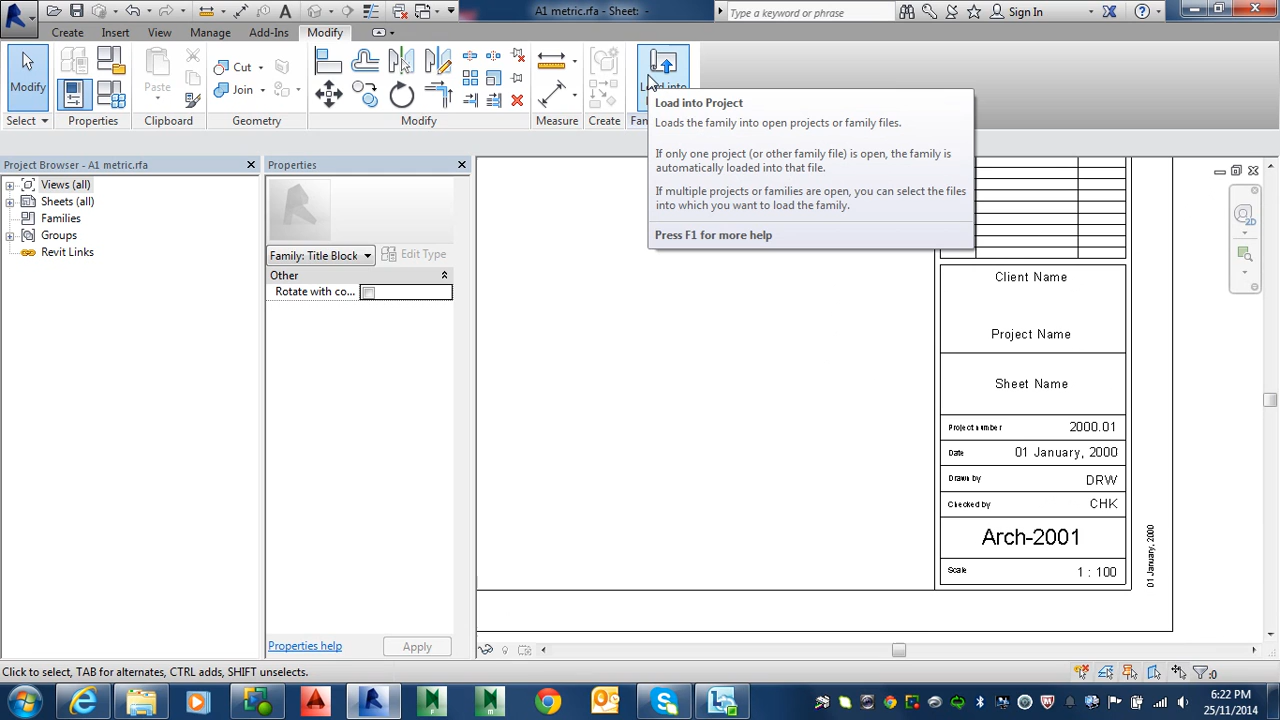 A1 metric.rfa - Sheet: -
Type a keyword or phrase
Sign In
Create Insert View Manage Add-Ins Modify
Modify
Paste
Cut
Join
Load into
Select Properties Clipboard Geometry Modify Measure Create
Load into Project
Loads the family into open projects or family files.
If only one project (or other family file) is open, the family is
automatically loaded into that file.
If multiple projects or families are open, you can select the files
into which you want to load the family.
Press F1 for more help
Project Browser - A1 metric.rfa
Views (all)
Sheets (all)
Families
Groups
Revit Links
Properties
Family: Title Block
Edit Type
Other
Rotate with co...
Properties help
Apply
Client Name
Project Name
Sheet Name
Project number 2000.01
Date 01 January, 2000
Drawn by DRW
Checked by CHK
Arch-2001
Scale 1 : 100
01 January, 2000
2D
Click to select, TAB for alternates, CTRL adds, SHIFT unselects.
:0
6:22 PM
25/11/2014